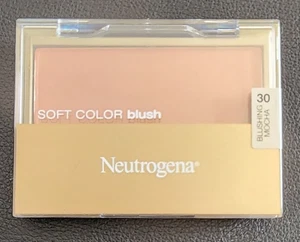 SOFT COLOR blush
30
BLUSHING
MOCHA
Neutrogena®